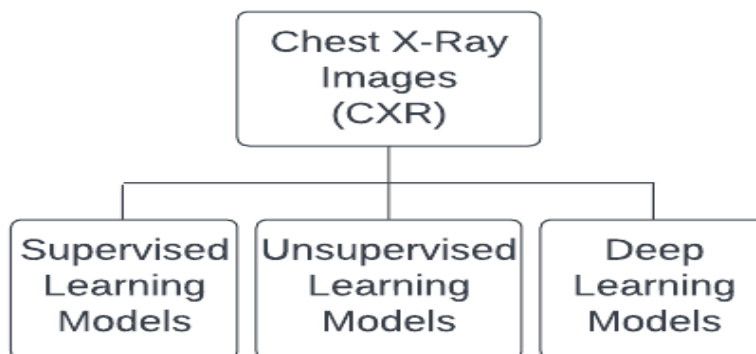 Chest X-Ray
Images
(CXR)
Supervised
Learning
Models
Unsupervised
Learning
Models
Deep
Learning
Models